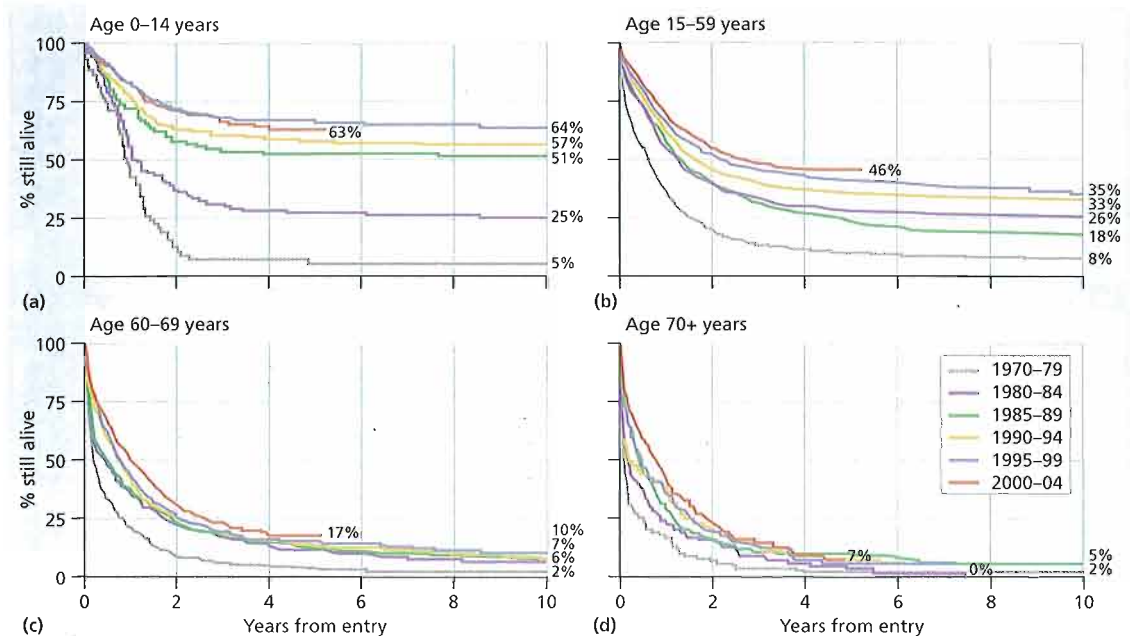 Age 0–14 years
100
75
50
25
0
% still alive
63%
64%
57%
51%
25%
5%
(a)
Age 15–59 years
46%
35%
33%
26%
18%
8%
(b)
Age 60–69 years
100
75
50
25
0
% still alive
17%
10%
7%
6%
2%
0 2 4 6 8 10
Years from entry
(c)
Age 70+ years
1970–79
1980–84
1985–89
1990–94
1995–99
2000–04
7%
0%
5%
2%
0 2 4 6 8 10
Years from entry
(d)